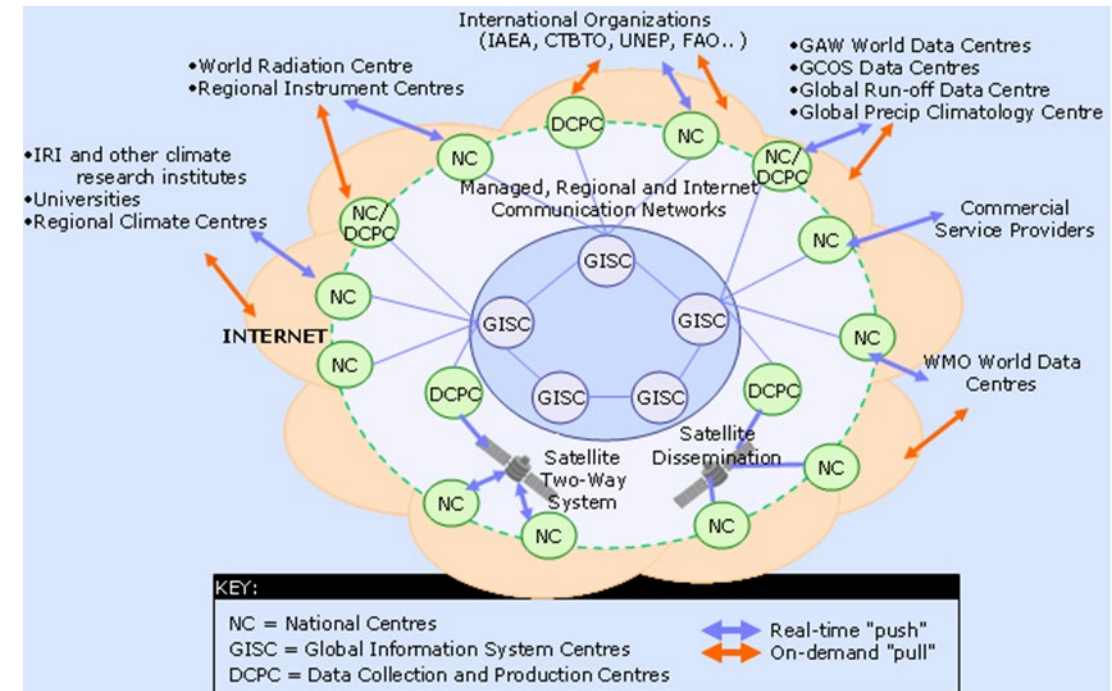 International Organizations
(IAEA, CTBTO, UNEP, FAO.. )
•World Radiation Centre
•Regional Instrument Centres
•GAW World Data Centres
•GCOS Data Centres
•Global Run-off Data Centre
•Global Precip Climatology Centre
•IRI and other climate
research institutes
•Universities
•Regional Climate Centres
DCPC
NC
NC
NC/
DCPC
Managed, Regional and Internet
Communication Networks
NC/
DCPC
NC
Commercial
Service Providers
GISC
NC
INTERNET
GISC
GISC
NC
NC
WMO World Data
Centres
DCPC
GISC
GISC
DCPC
Satellite
Two-Way
System
Satellite
Dissemination
NC
NC
NC
NC
KEY:
NC = National Centres
GISC = Global Information System Centres
DCPC = Data Collection and Production Centres
Real-time "push"
On-demand "pull"